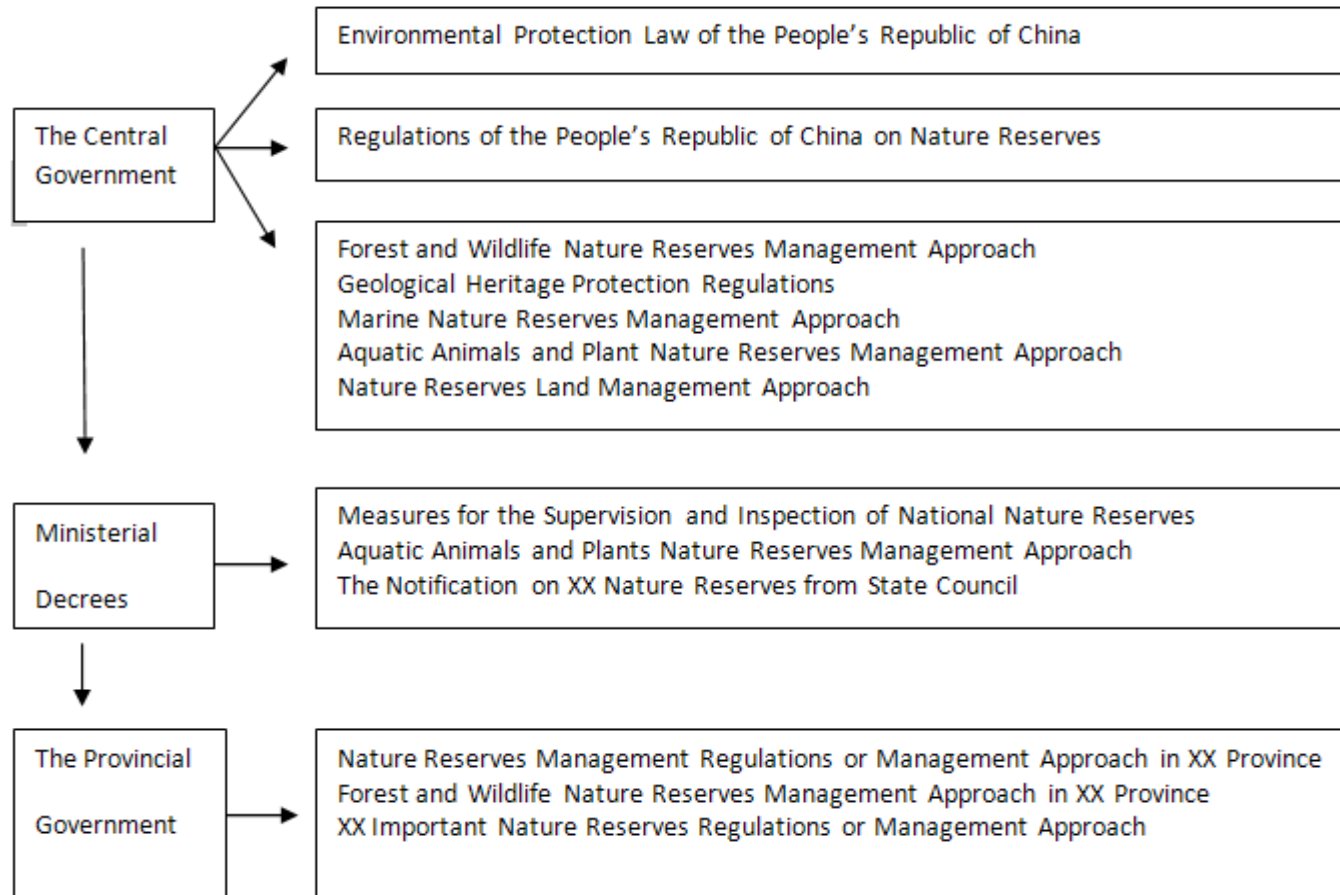 Environmental Protection Law of the People’s Republic of China
The Central
Government
Regulations of the People’s Republic of China on Nature Reserves
Forest and Wildlife Nature Reserves Management Approach
Geological Heritage Protection Regulations
Marine Nature Reserves Management Approach
Aquatic Animals and Plant Nature Reserves Management Approach
Nature Reserves Land Management Approach
Ministerial
Decrees
Measures for the Supervision and Inspection of National Nature Reserves
Aquatic Animals and Plants Nature Reserves Management Approach
The Notification on XX Nature Reserves from State Council
The Provincial
Government
Nature Reserves Management Regulations or Management Approach in XX Province
Forest and Wildlife Nature Reserves Management Approach in XX Province
XX Important Nature Reserves Regulations or Management Approach